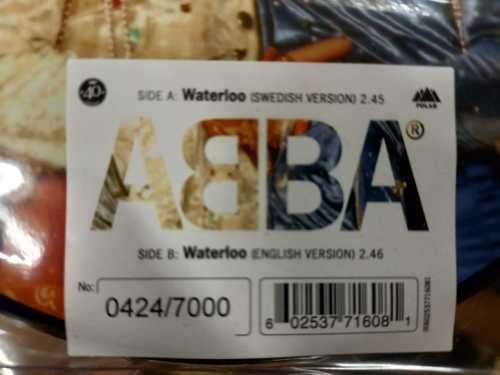 40
SIDE A: Waterloo (SWEDISH VERSION) 2.45
POLAR
ABBA®
SIDE B: Waterloo (ENGLISH VERSION) 2.46
No:
0424/7000
6 02537 71608 1
00602537716081